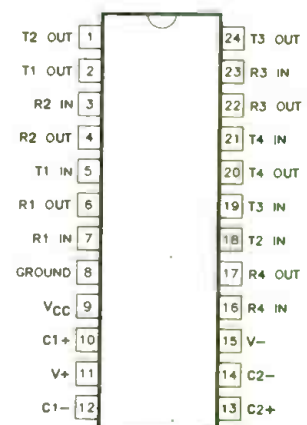 T2 OUT 1 24 T3 OUT
T1 OUT 2 23 R3 IN
R2 IN 3 22 R3 OUT
R2 OUT 4 21 T4 IN
T1 IN 5 20 T4 OUT
R1 OUT 6 19 T3 IN
R1 IN 7 18 T2 IN
GROUND 8 17 R4 OUT
VCC 9 16 R4 IN
C1+ 10 15 V-
V+ 11 14 C2-
C1- 12 13 C2+